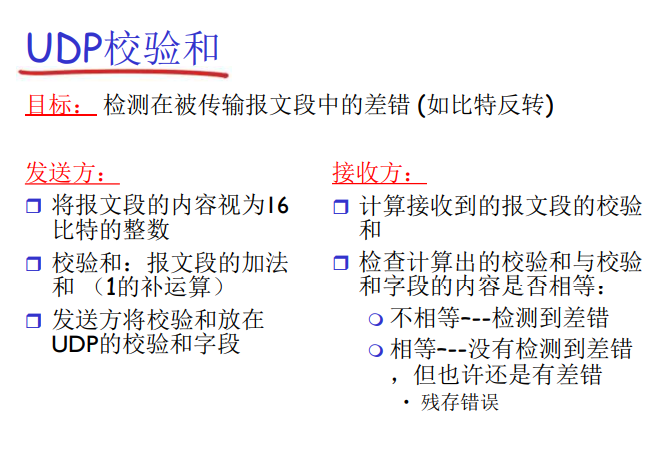 UDP校验和
目标： 检测在被传输报文段中的差错 (如比特反转)
发送方：
将报文段的内容视为16
比特的整数
校验和：报文段的加法
和 （1的补运算）
发送方将校验和放在
UDP的校验和字段
接收方：
计算接收到的报文段的校验
和
检查计算出的校验和与校验
和字段的内容是否相等：
不相等---检测到差错
相等---没有检测到差错
，但也许还是有差错
• 残存错误